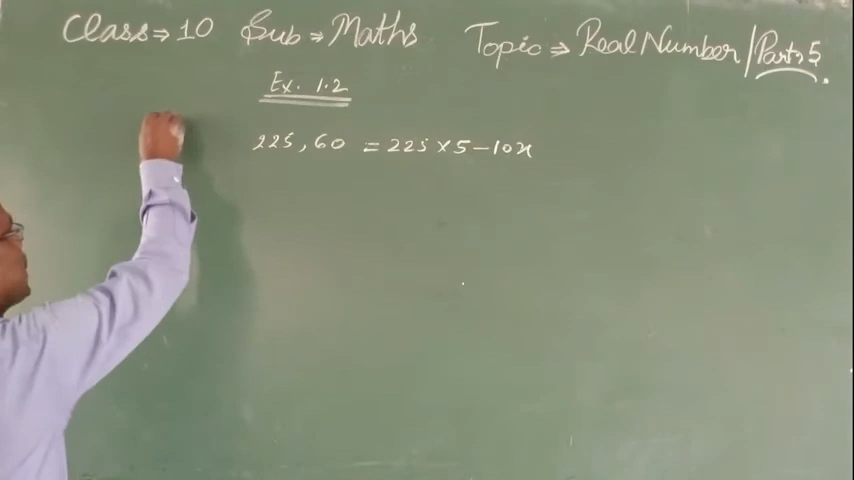 Class ⇒ 10 Sub ⇒ Maths Topic ⇒ Real Number / Part 5
Ex. 1.2
225, 60 = 225 × 5 − 10x